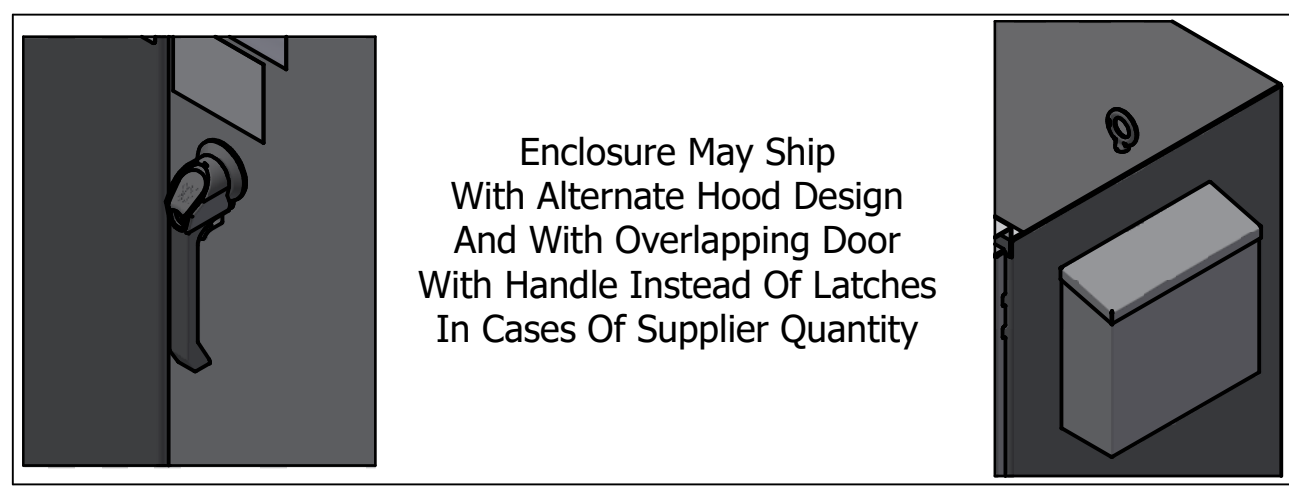 Enclosure May Ship
With Alternate Hood Design
And With Overlapping Door
With Handle Instead Of Latches
In Cases Of Supplier Quantity